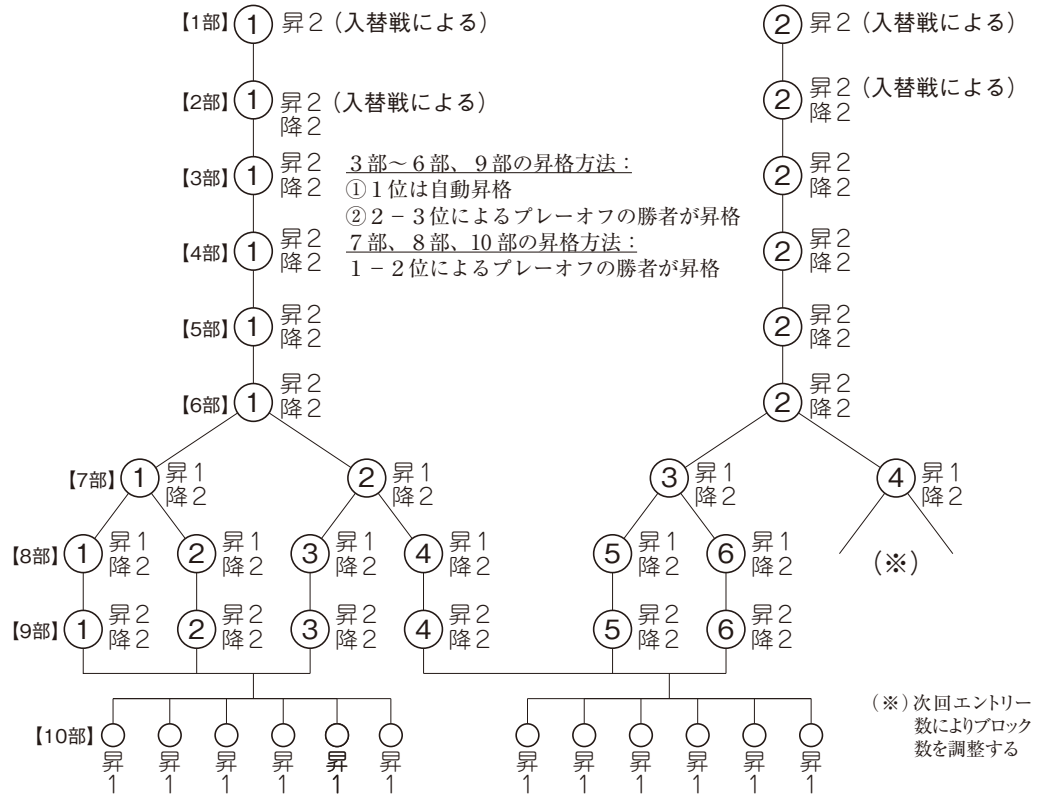 【1部】 ① 昇２（入替戦による） ② 昇２（入替戦による）
【2部】 ① 昇２（入替戦による） ② 昇２（入替戦による）
降２ 降２
【3部】 ① 昇２ ② 昇２
降２ 降２
３部〜６部、９部の昇格方法：
①１位は自動昇格
②２−３位によるプレーオフの勝者が昇格
７部、８部、10部の昇格方法：
１−２位によるプレーオフの勝者が昇格
【4部】 ① 昇２ ② 昇２
降２ 降２
【5部】 ① 昇２ ② 昇２
降２ 降２
【6部】 ① 昇２ ② 昇２
降２ 降２
【7部】 ① 昇１ ② 昇１ ③ 昇１ ④ 昇１
降２ 降２ 降２ 降２
【8部】 ① 昇１ ② 昇１ ③ 昇１ ④ 昇１ ⑤ 昇１ ⑥ 昇１
降２ 降２ 降２ 降２ 降２ 降２
（※）
【9部】 ① 昇２ ② 昇２ ③ 昇２ ④ 昇２ ⑤ 昇２ ⑥ 昇２
降２ 降２ 降２ 降２ 降２ 降２
【10部】
昇 昇 昇 昇 昇 昇 昇 昇 昇 昇 昇 昇
１ １ １ １ １ １ １ １ １ １ １ １
（※）次回エントリー
数によりブロック
数を調整する